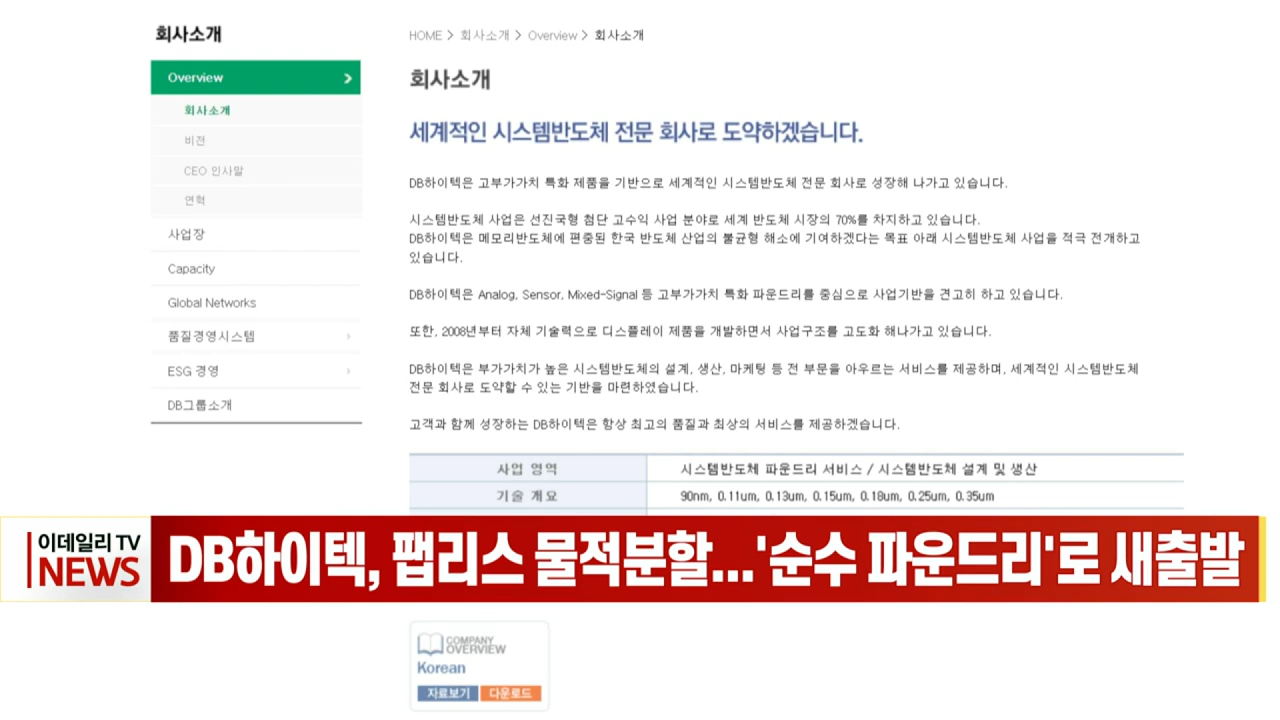 회사소개
Overview
회사소개
비전
CEO 인사말
연혁
사업장
Capacity
Global Networks
품질경영시스템
ESG 경영
DB그룹소개
HOME > 회사소개 > Overview > 회사소개
회사소개
세계적인 시스템반도체 전문 회사로 도약하겠습니다.
DB하이텍은 고부가가치 특화 제품을 기반으로 세계적인 시스템반도체 전문 회사로 성장해 나가고 있습니다.
시스템반도체 사업은 선진국형 첨단 고수익 사업 분야로 세계 반도체 시장의 70%를 차지하고 있습니다.
DB하이텍은 메모리반도체에 편중된 한국 반도체 산업의 불균형 해소에 기여하겠다는 목표 아래 시스템반도체 사업을 적극 전개하고
있습니다.
DB하이텍은 Analog, Sensor, Mixed-Signal 등 고부가가치 특화 파운드리를 중심으로 사업기반을 견고히 하고 있습니다.
또한, 2008년부터 자체 기술력으로 디스플레이 제품을 개발하면서 사업구조를 고도화 해나가고 있습니다.
DB하이텍은 부가가치가 높은 시스템반도체의 설계, 생산, 마케팅 등 전 부문을 아우르는 서비스를 제공하며, 세계적인 시스템반도체
전문 회사로 도약할 수 있는 기반을 마련하였습니다.
고객과 함께 성장하는 DB하이텍은 항상 최고의 품질과 최상의 서비스를 제공하겠습니다.
사업 영역 시스템반도체 파운드리 서비스 / 시스템반도체 설계 및 생산
기술 개요 90nm, 0.11um, 0.13um, 0.15um, 0.18um, 0.25um, 0.35um
이데일리 TV
NEWS
DB하이텍, 팹리스 물적분할...'순수 파운드리'로 새출발
COMPANY
OVERVIEW
Korean
자료보기 다운로드